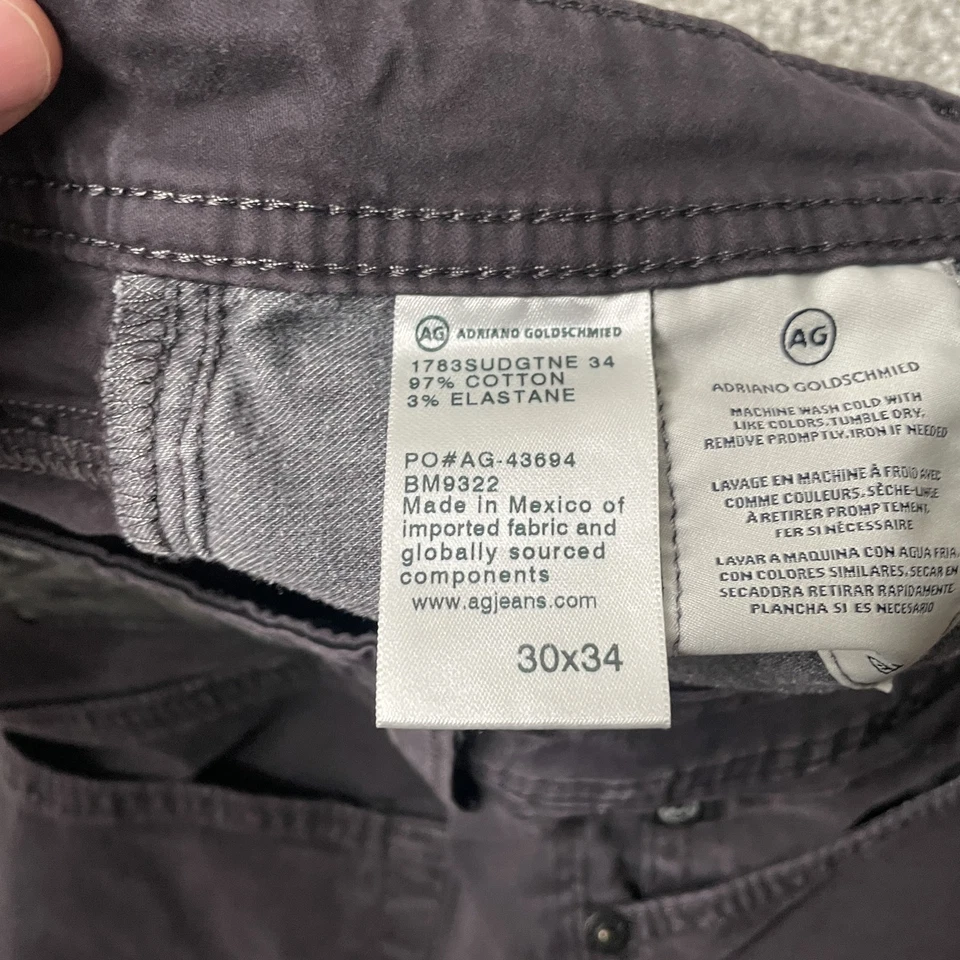 AG ADRIANO GOLDSCHMIED
1783SUDGTNE 34
97% COTTON
3% ELASTANE
PO#AG-43694
BM9322
Made in Mexico of
imported fabric and
globally sourced
components
www.agjeans.com
30x34
AG
ADRIANO GOLDSCHMIED
MACHINE WASH COLD WITH
LIKE COLORS.TUMBLE DRY.
REMOVE PROMPTLY.IRON IF NEEDED
LAVAGE EN MACHINE À FROID AVEC
COMME COULEURS. SÈCHE-LINGE
À RETIRER PROMPTEMENT.
FER SI NÉCESSAIRE
LAVAR A MAQUINA CON AGUA FRIA.
CON COLORES SIMILARES. SECAR EN
SECADORA RETIRAR RAPIDAMENTE
PLANCHA SI ES NECESARIO